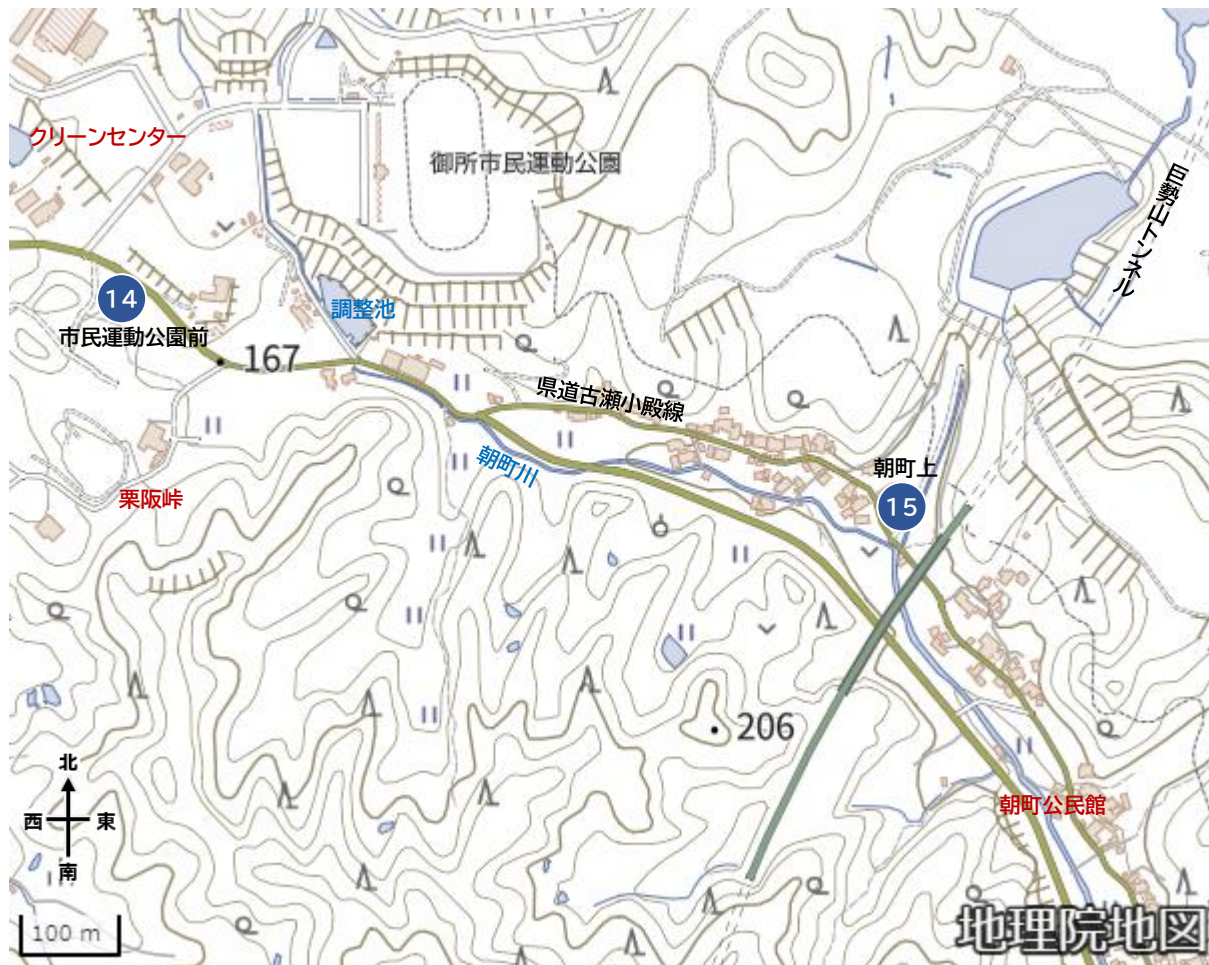 クリーンセンター
御所市民運動公園
巨勢山トンネル
14
調整池
市民運動公園前
167
県道古瀬小殿線
朝町川
朝町上
15
栗阪峠
206
北
西
東
南
朝町公民館
100 m
地理院地図